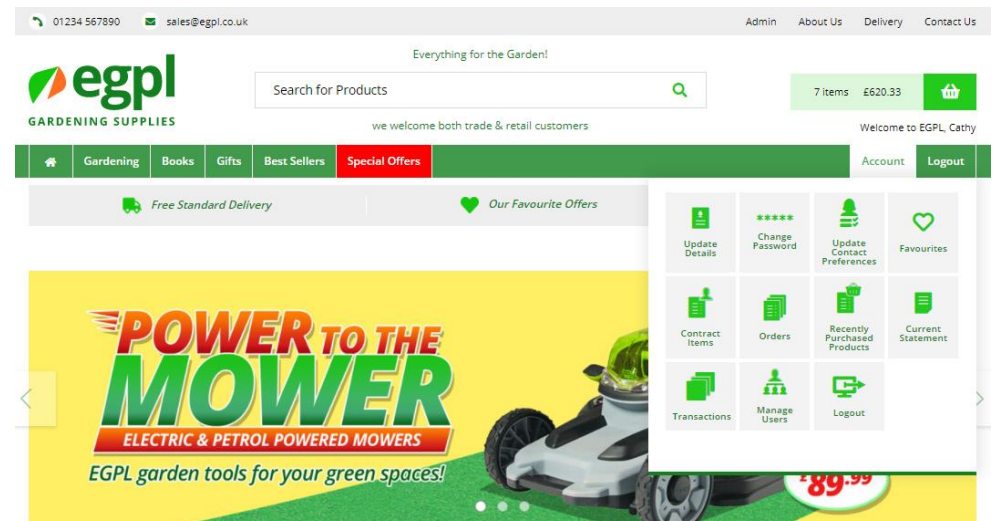 01234 567890
sales@egpl.co.uk
Admin
About Us
Delivery
Contact Us
egpl
GARDENING SUPPLIES
Everything for the Garden!
Search for Products
we welcome both trade & retail customers
7 items £620.33
Welcome to EGPL, Cathy
Gardening
Books
Gifts
Best Sellers
Special Offers
Account
Logout
Free Standard Delivery
Our Favourite Offers
Update
Details
*****
Change
Password
Update
Contact
Preferences
Favourites
Contract
Items
Orders
Recently
Purchased
Products
Current
Statement
Transactions
Manage
Users
Logout
POWER TO THE
MOWER
ELECTRIC & PETROL POWERED MOWERS
EGPL garden tools for your green spaces!
£89.99